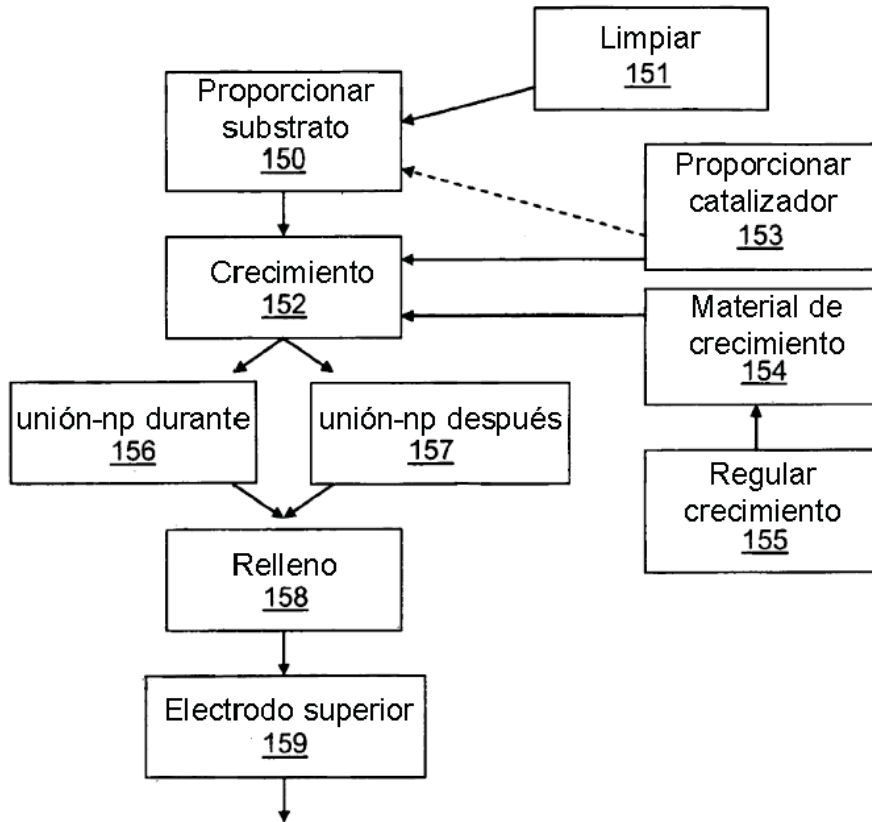 Limpiar
151
Proporcionar
substrato
150
Proporcionar
catalizador
153
Crecimiento
152
Material de
crecimiento
154
unión-np durante
156
unión-np después
157
Regular
crecimiento
155
Relleno
158
Electrodo superior
159